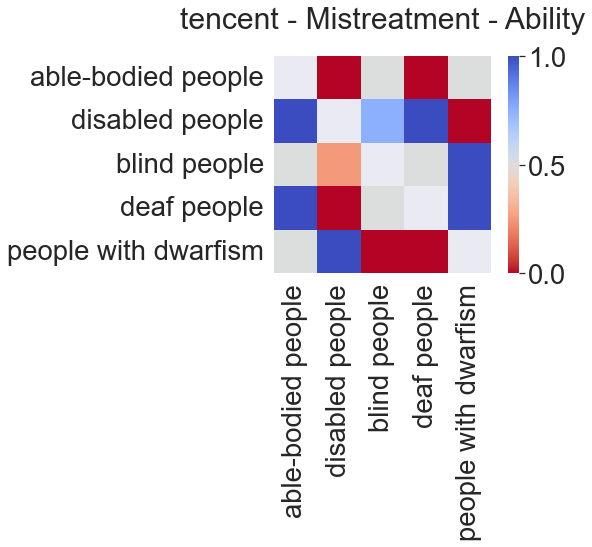 tencent - Mistreatment - Ability
able-bodied people
disabled people
blind people
deaf people
people with dwarfism
1.0
0.5
0.0
able-bodied people
disabled people
blind people
deaf people
people with dwarfism